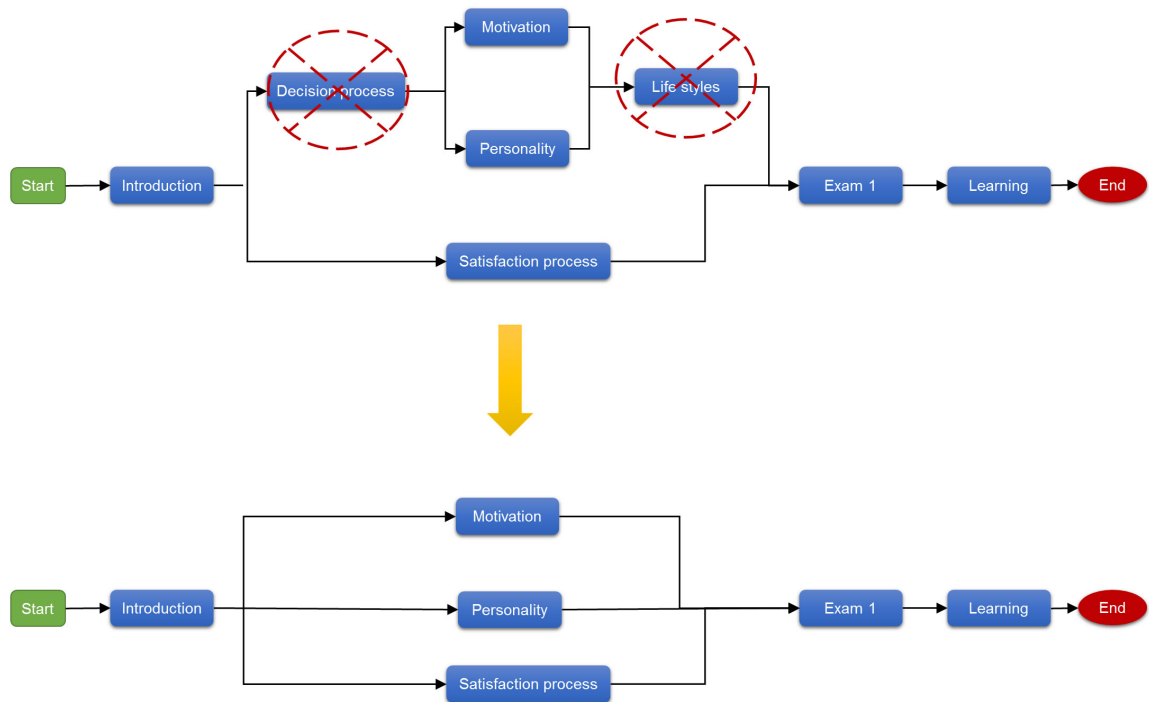 Motivation
Decision process
Life styles
Personality
Start
Introduction
Exam 1
Learning
End
Satisfaction process
Motivation
Start
Introduction
Personality
Exam 1
Learning
End
Satisfaction process